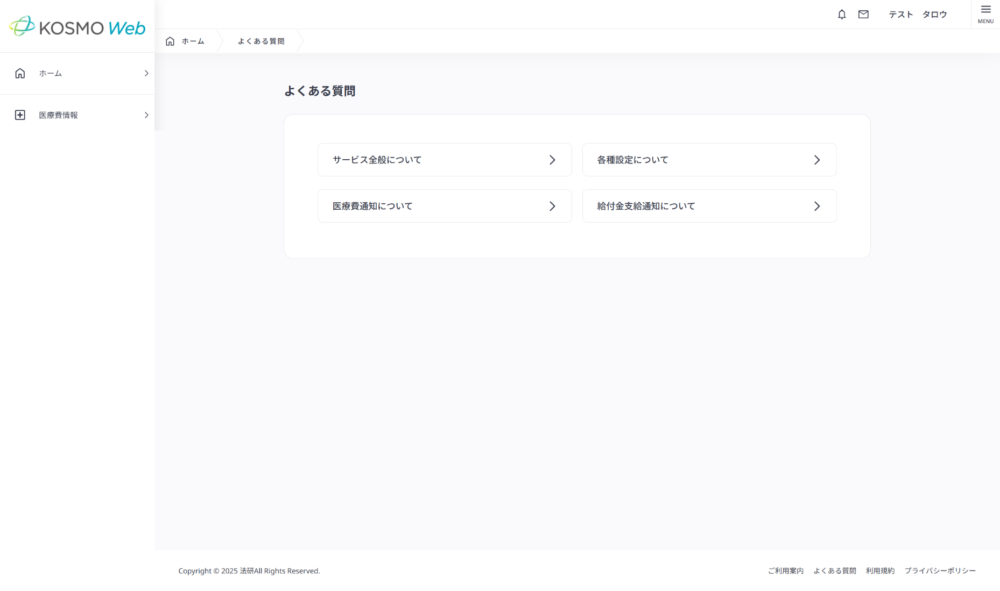 KOSMO Web
テスト　タロウ
MENU
ホーム
よくある質問
ホーム
医療費情報
よくある質問
サービス全般について
各種設定について
医療費通知について
給付金支給通知について
Copyright © 2025 法研All Rights Reserved.
ご利用案内 よくある質問 利用規約 プライバシーポリシー